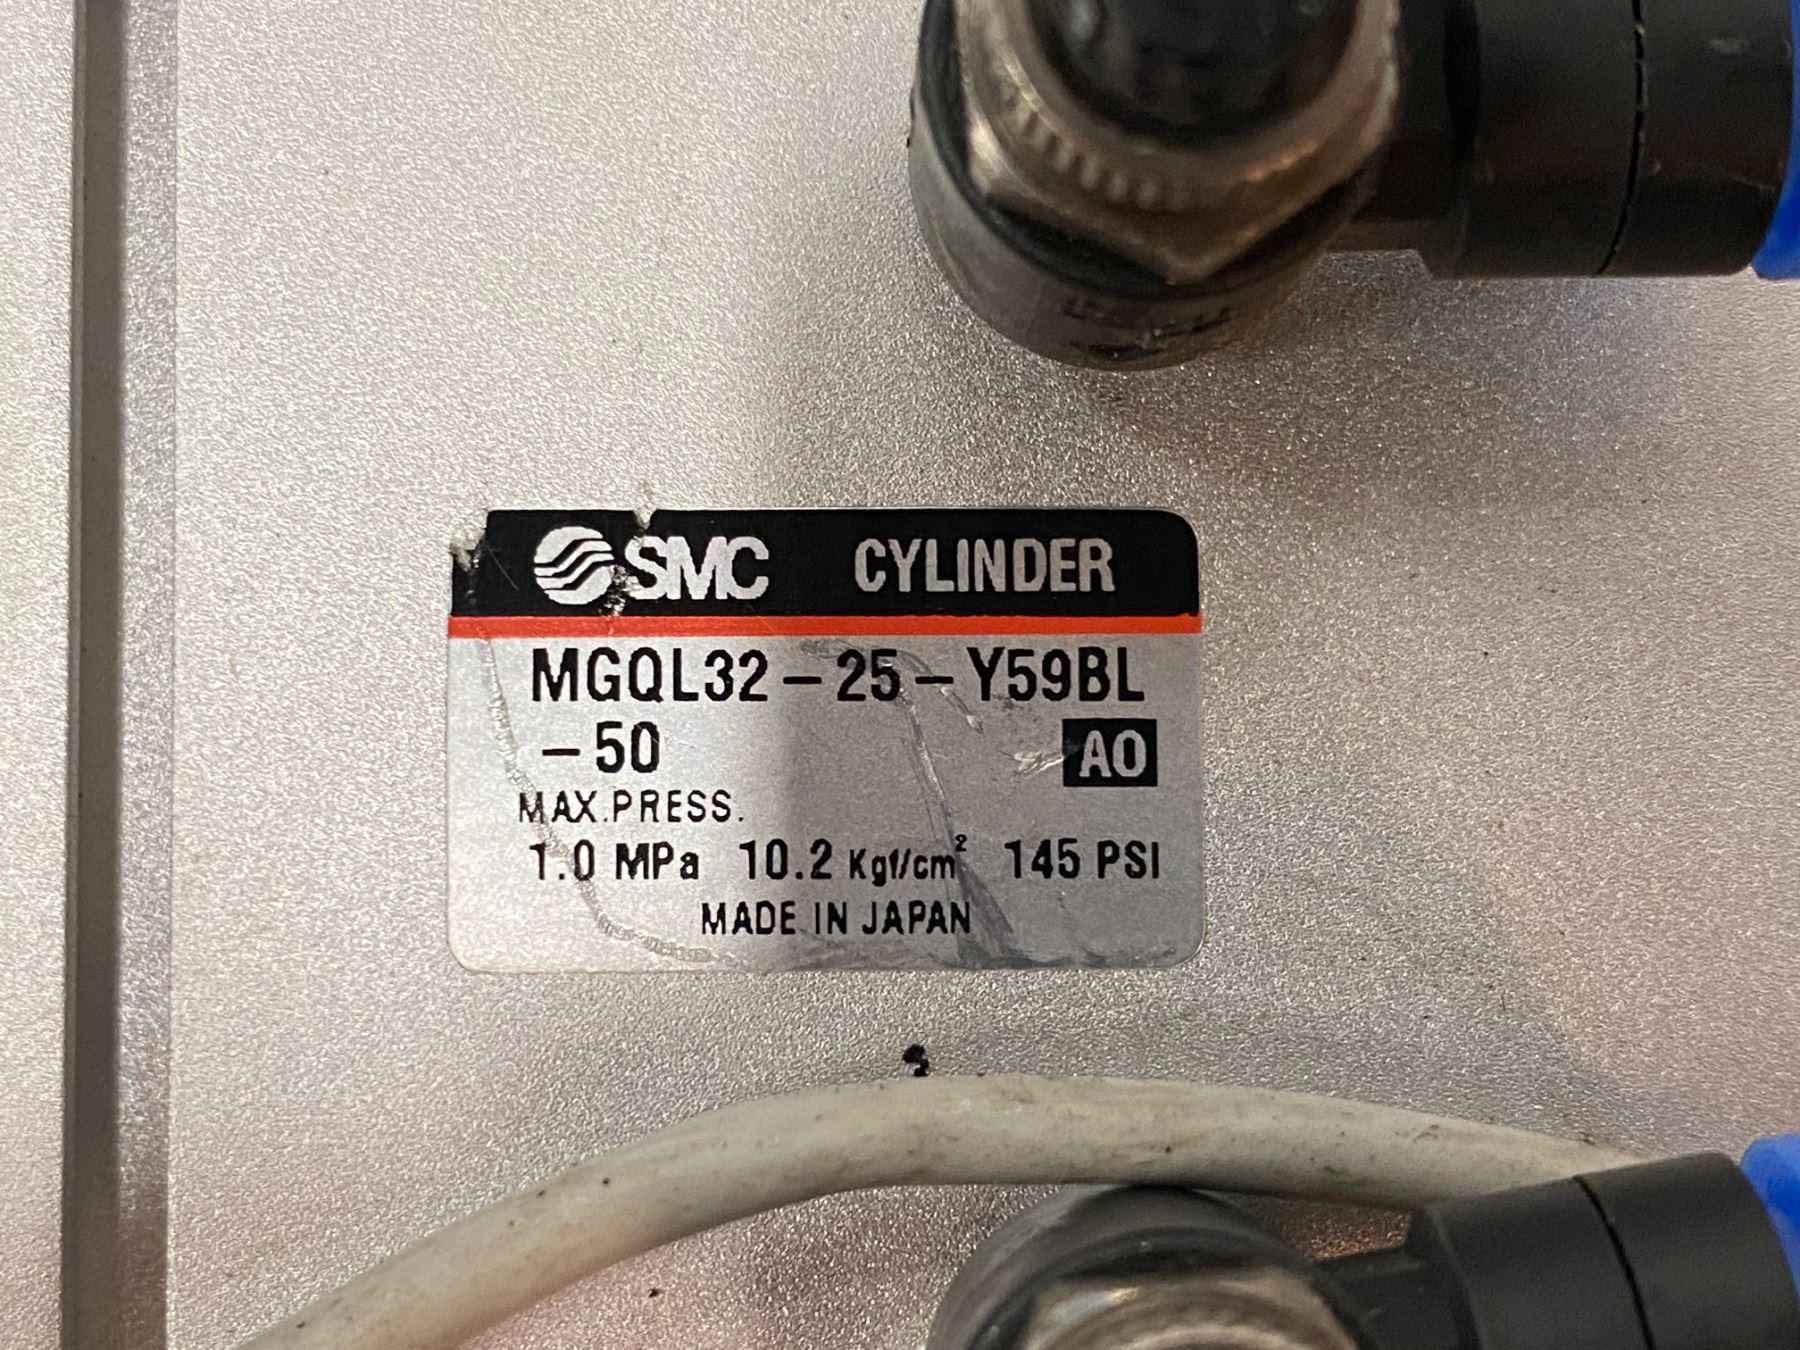 SMC CYLINDER
MGQL32-25-Y59BL
-50 AO
MAX.PRESS.
1.0 MPa 10.2 Kgf/cm² 145 PSI
MADE IN JAPAN